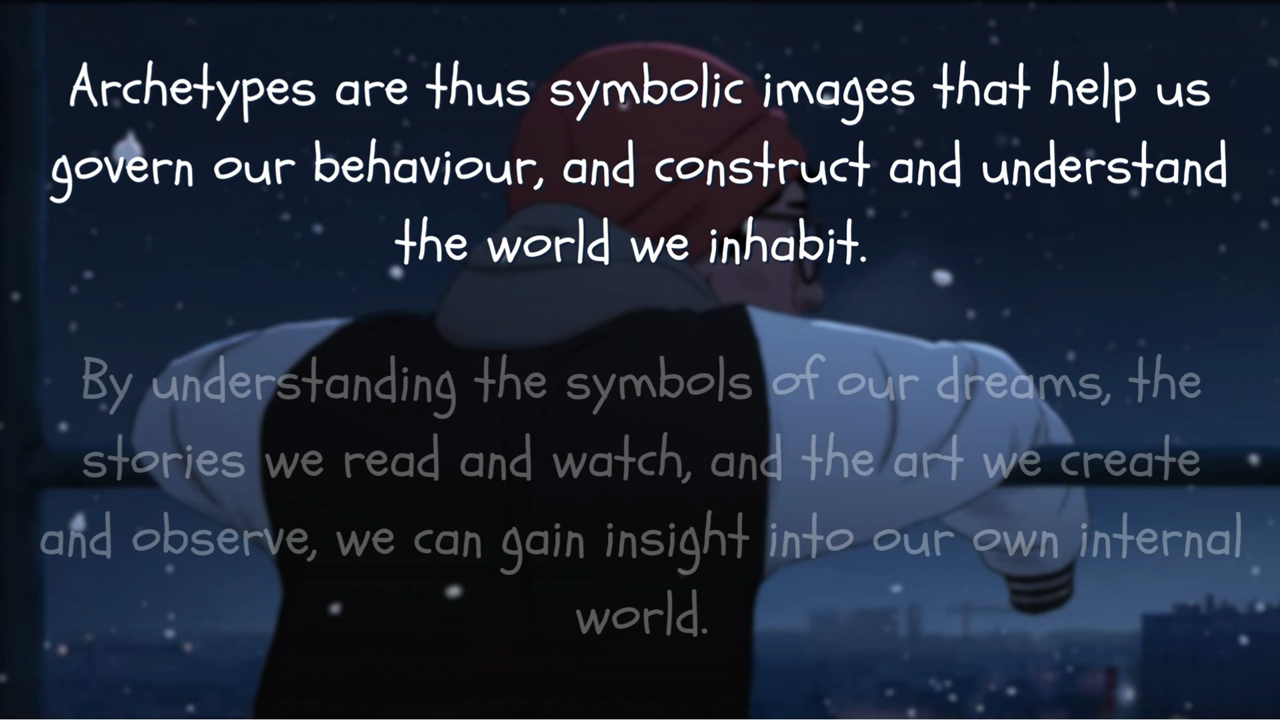 Archetypes are thus symbolic images that help us
govern our behaviour, and construct and understand
the world we inhabit.
By understanding the symbols of our dreams, the
stories we read and watch, and the art we create
and observe, we can gain insight into our own internal
world.